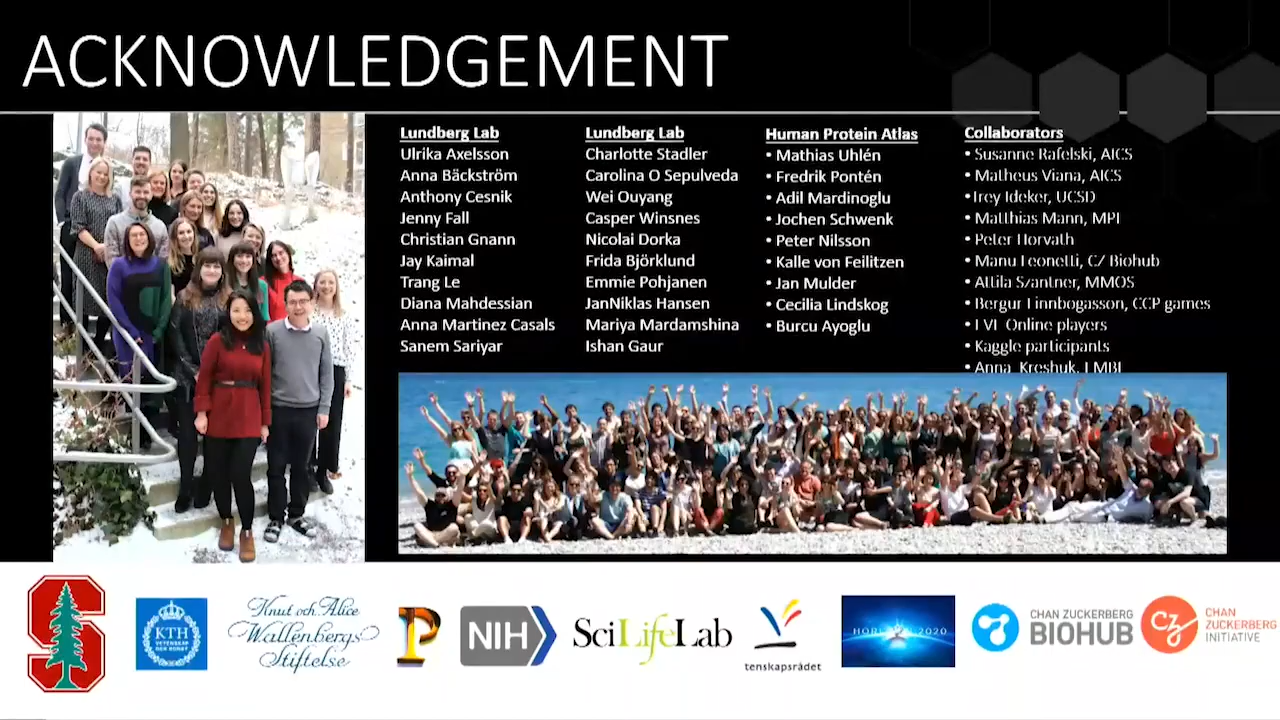 ACKNOWLEDGEMENT
Lundberg Lab
Ulrika Axelsson
Anna Bäckström
Anthony Cesnik
Jenny Fall
Christian Gnann
Jay Kaimal
Trang Le
Diana Mahdessian
Anna Martinez Casals
Sanem Sariyar
Lundberg Lab
Charlotte Stadler
Carolina O Sepulveda
Wei Ouyang
Casper Winsnes
Nicolai Dorka
Frida Björklund
Emmie Pohjanen
JanNiklas Hansen
Mariya Mardamshina
Ishan Gaur
Human Protein Atlas
• Mathias Uhlén
• Fredrik Pontén
• Adil Mardinoglu
• Jochen Schwenk
• Peter Nilsson
• Kalle von Feilitzen
• Jan Mulder
• Cecilia Lindskog
• Burcu Ayoglu
Collaborators
• Susanne Rafelski, AICS
• Matheus Viana, AICS
• Trey Ideker, UCSD
• Matthias Mann, MPI
• Peter Horvath
• Manu Leonetti, CZ Biohub
• Attila Szantner, MMOS
• Bergur Finnbogasson, CCP games
• EVE Online players
• Kaggle participants
• Anna Kreshuk, EMBL
S
KTH
VETENSKAP
OCH KONST
Knut och Alice
Wallenbergs
Stiftelse
P
NIH
SciLifeLab
tenskapsrådet
HORIZON 2020
CHAN ZUCKERBERG
BIOHUB
CZ
CHAN
ZUCKERBERG
INITIATIVE